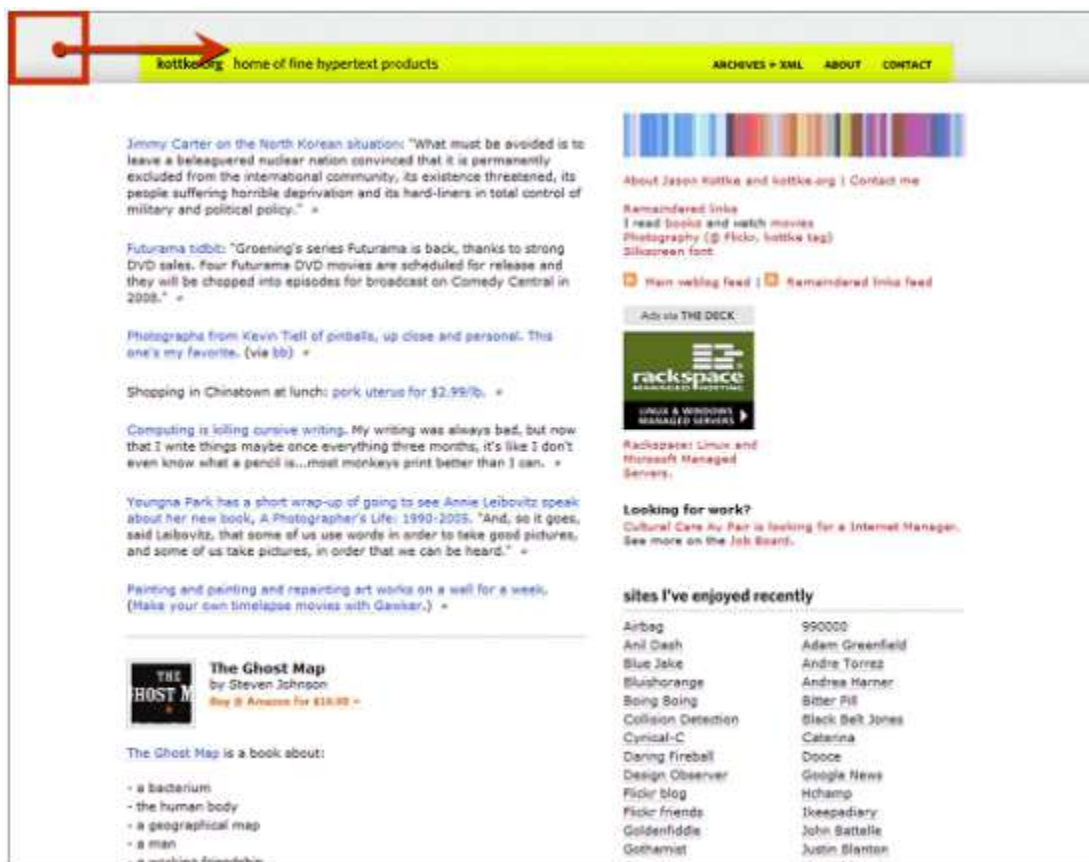 kottke.org home of fine hypertext products
ARCHIVES + XML ABOUT CONTACT
Jimmy Carter on the North Korean situation: "What must be avoided is to
leave a beleaguered nuclear nation convinced that it is permanently
excluded from the international community, its existence threatened, its
people suffering horrible deprivation and its hard-liners in total control of
military and political policy." »
Futurama tidbit: "Groening's series Futurama is back, thanks to strong
DVD sales. Four Futurama DVD movies are scheduled for release and
they will be chopped into episodes for broadcast on Comedy Central in
2008." »
Photographs from Kevin Tiell of pinballs, up close and personal. This
one's my favorite. (via bb) »
Shopping in Chinatown at lunch: pork uterus for $2.99/lb. »
Computing is killing cursive writing. My writing was always bad, but now
that I write things maybe once everything three months, it's like I don't
even know what a pencil is...most monkeys print better than I can. »
Youngna Park has a short wrap-up of going to see Annie Leibovitz speak
about her new book, A Photographer's Life: 1990-2005. "And, so it goes,
said Leibovitz, that some of us use words in order to take good pictures,
and some of us take pictures, in order that we can be heard." »
Painting and painting and repainting art works on a wall for a week.
(Make your own timelapse movies with Gawker.) »
THE
GHOST M
The Ghost Map
by Steven Johnson
Buy @ Amazon for »
The Ghost Map is a book about:
- a bacterium
- the human body
- a geographical map
- a man
- a working friendship
About Jason Kottke and kottke.org | Contact me
Remaindered links
I read books and watch movies
Photography (@ Flickr, kottke tag)
Silkscreen font
Main weblog feed | Remaindered links feed
Ads via THE DECK
rackspace
MANAGED HOSTING
LINUX & WINDOWS
MANAGED SERVERS
Rackspace: Linux and
Microsoft Managed
Servers.
Looking for work?
Cultural Care Au Pair is looking for a Internet Manager.
See more on the Job Board.
sites I've enjoyed recently
Airbag 990000
Anil Dash Adam Greenfield
Blue Jake Andre Torrez
Bluishorange Andrea Harner
Boing Boing Bitter Pill
Collision Detection Black Belt Jones
Cynical-C Caterina
Daring Fireball Dooce
Design Observer Google News
Flickr blog Hchamp
Flickr friends Ikeepadiary
Goldenfiddle John Battelle
Gothamist Justin Blanton